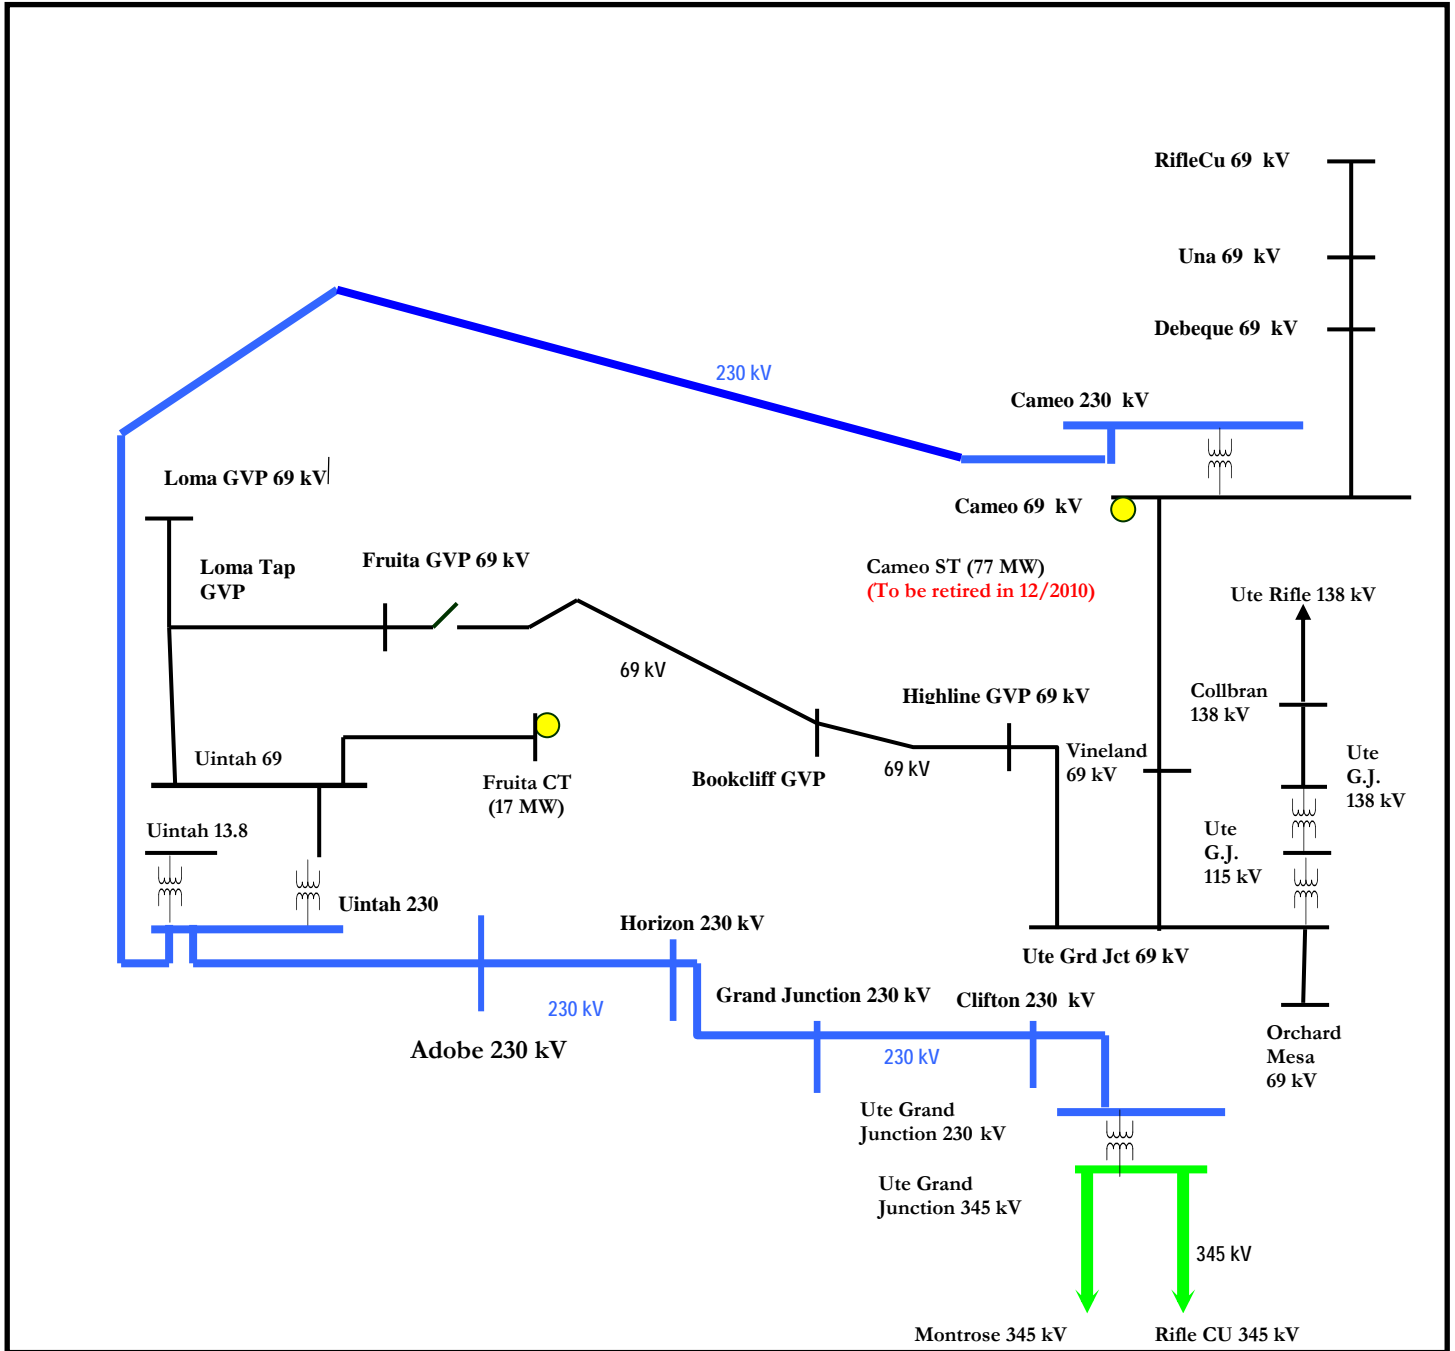 RifleCu 69 kV
Una 69 kV
Debeque 69 kV
230 kV
Cameo 230 kV
Loma GVP 69 kV
Cameo 69 kV
Loma Tap
GVP
Fruita GVP 69 kV
Cameo ST (77 MW)
(To be retired in 12/2010)
Ute Rifle 138 kV
69 kV
Highline GVP 69 kV
Collbran
138 kV
Uintah 69
Fruita CT
(17 MW)
Bookcliff GVP
69 kV
Vineland
69 kV
Ute
G.J.
138 kV
Uintah 13.8
Ute
G.J.
115 kV
Uintah 230
Horizon 230 kV
Ute Grd Jct 69 kV
230 kV
Grand Junction 230 kV
Clifton 230 kV
Adobe 230 kV
230 kV
Orchard
Mesa
69 kV
Ute Grand
Junction 230 kV
Ute Grand
Junction 345 kV
345 kV
Montrose 345 kV
Rifle CU 345 kV